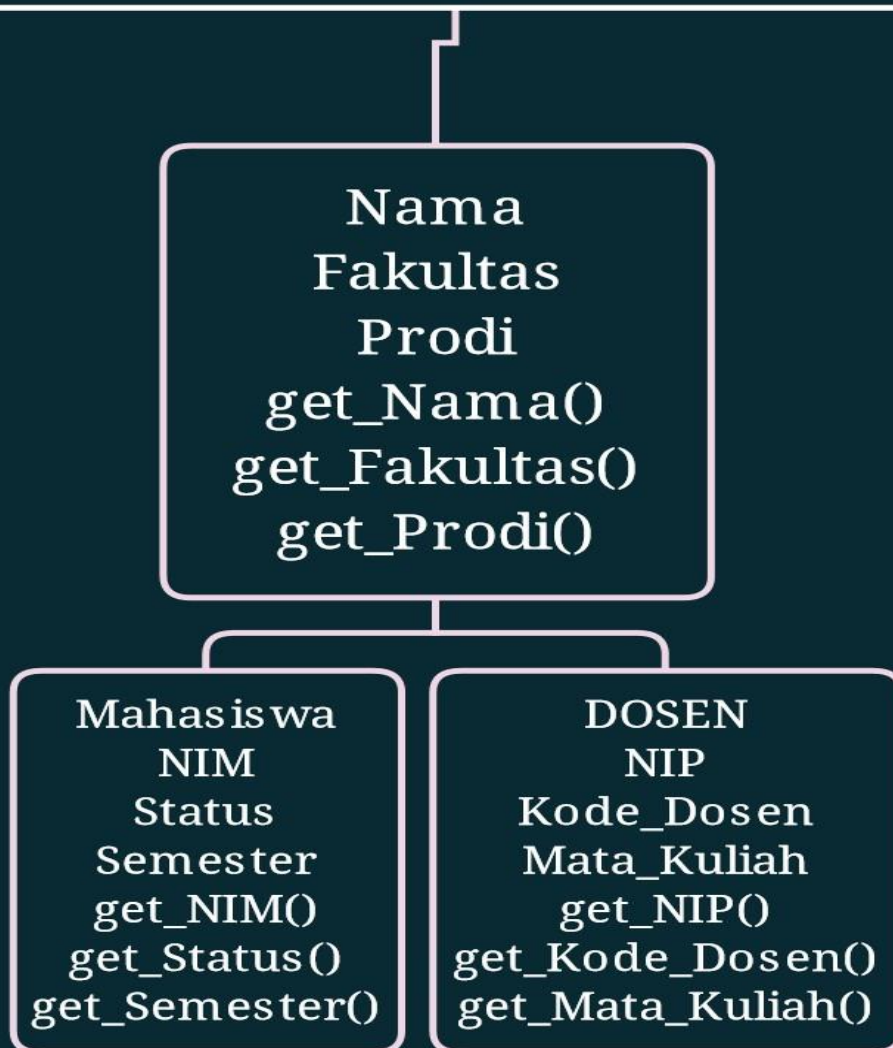 Nama
Fakultas
Prodi
get_Nama()
get_Fakultas()
get_Prodi()
Mahasiswa
NIM
Status
Semester
get_NIM()
get_Status()
get_Semester()
DOSEN
NIP
Kode_Dosen
Mata_Kuliah
get_NIP()
get_Kode_Dosen()
get_Mata_Kuliah()